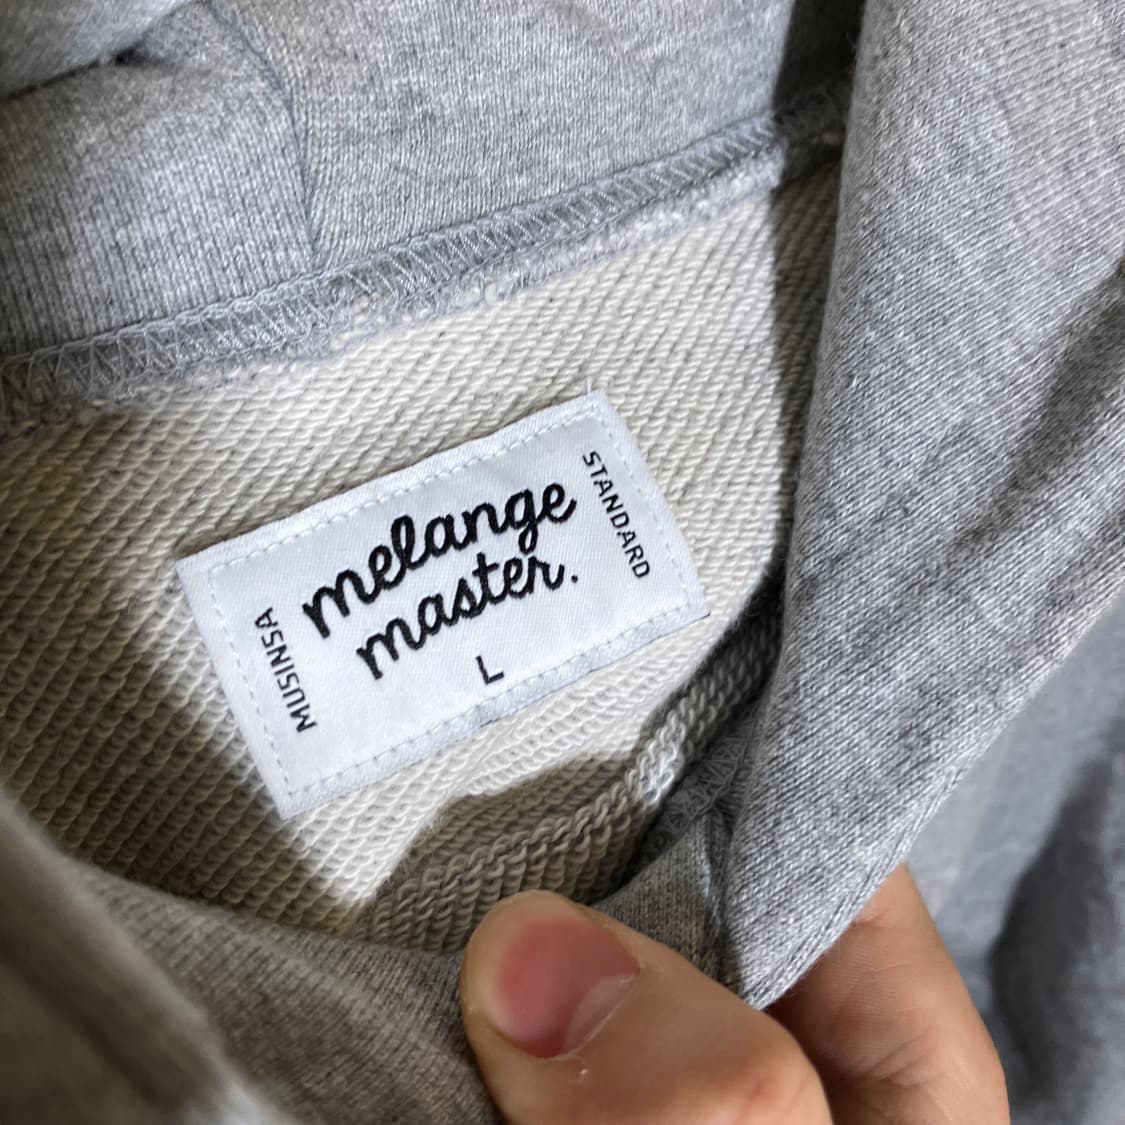 MUSINSA
melange
master.
L
STANDARD